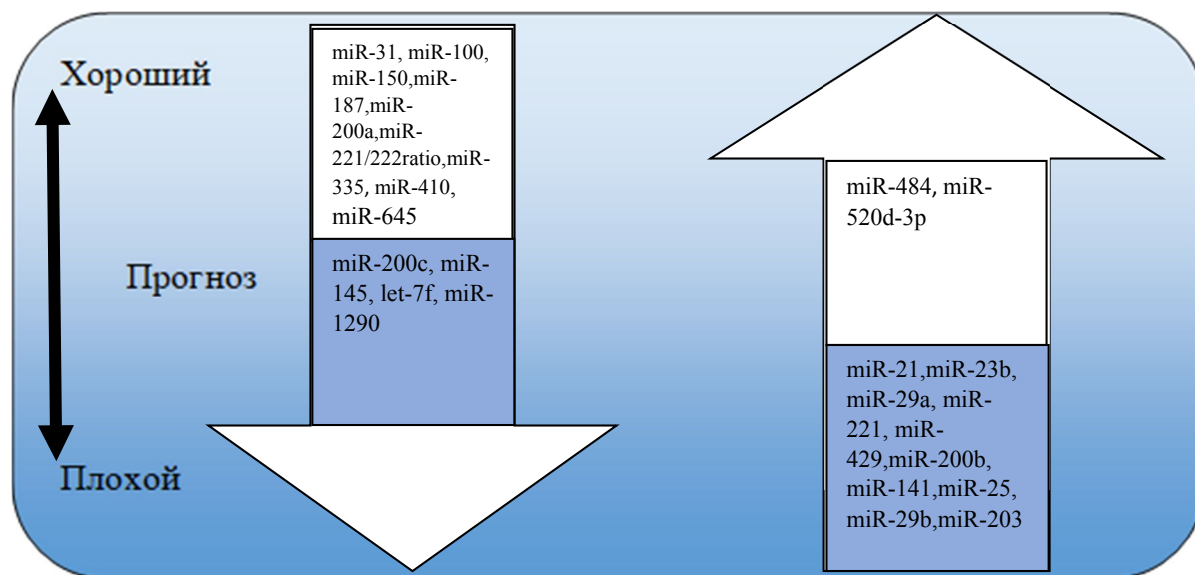 Хороший
Прогноз
Плохой
miR-31, miR-100,
miR-150,miR-
187,miR-
200a,miR-
221/222ratio,miR-
335, miR-410,
miR-645
miR-200c, miR-
145, let-7f, miR-
1290
miR-484, miR-
520d-3p
miR-21,miR-23b,
miR-29a, miR-
221, miR-
429,miR-200b,
miR-141,miR-25,
miR-29b,miR-203